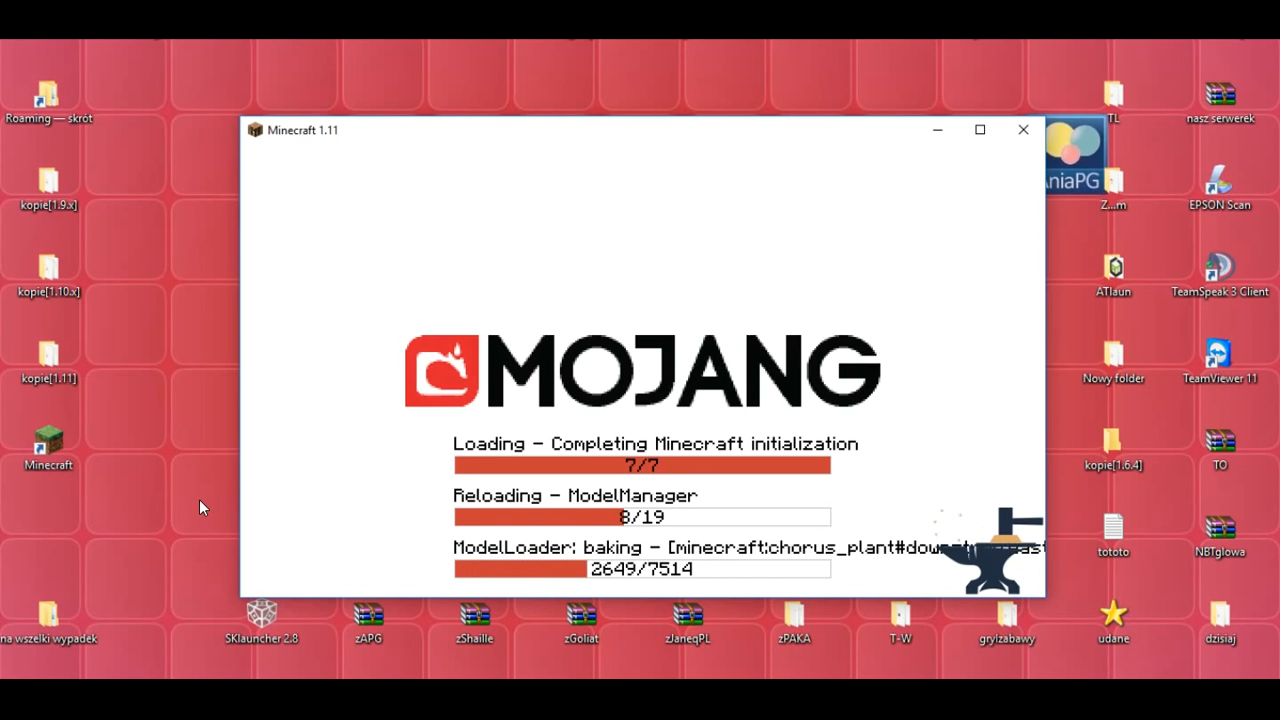 Roaming — skrót
kopie[1.9.x]
kopie[1.10.x]
kopie[1.11]
Minecraft
na wszelki wypadek
Minecraft 1.11
MOJANG
Loading - Completing Minecraft initialization
7/7
Reloading - ModelManager
8/19
ModelLoader: baking - [minecraft:chorus_plant#
2649/7514
SKlauncher 2.8
zAPG
zShaille
zGoliat
zJaneqPL
zPAKA
T-W
gryIzabawy
udane
dzisiaj
TL
niaPG
Z...m
ATlaun
Nowy folder
kopie[1.6.4]
tototo
nasz serwerek
EPSON Scan
TeamSpeak 3 Client
TeamViewer 11
TO
NBTglowa